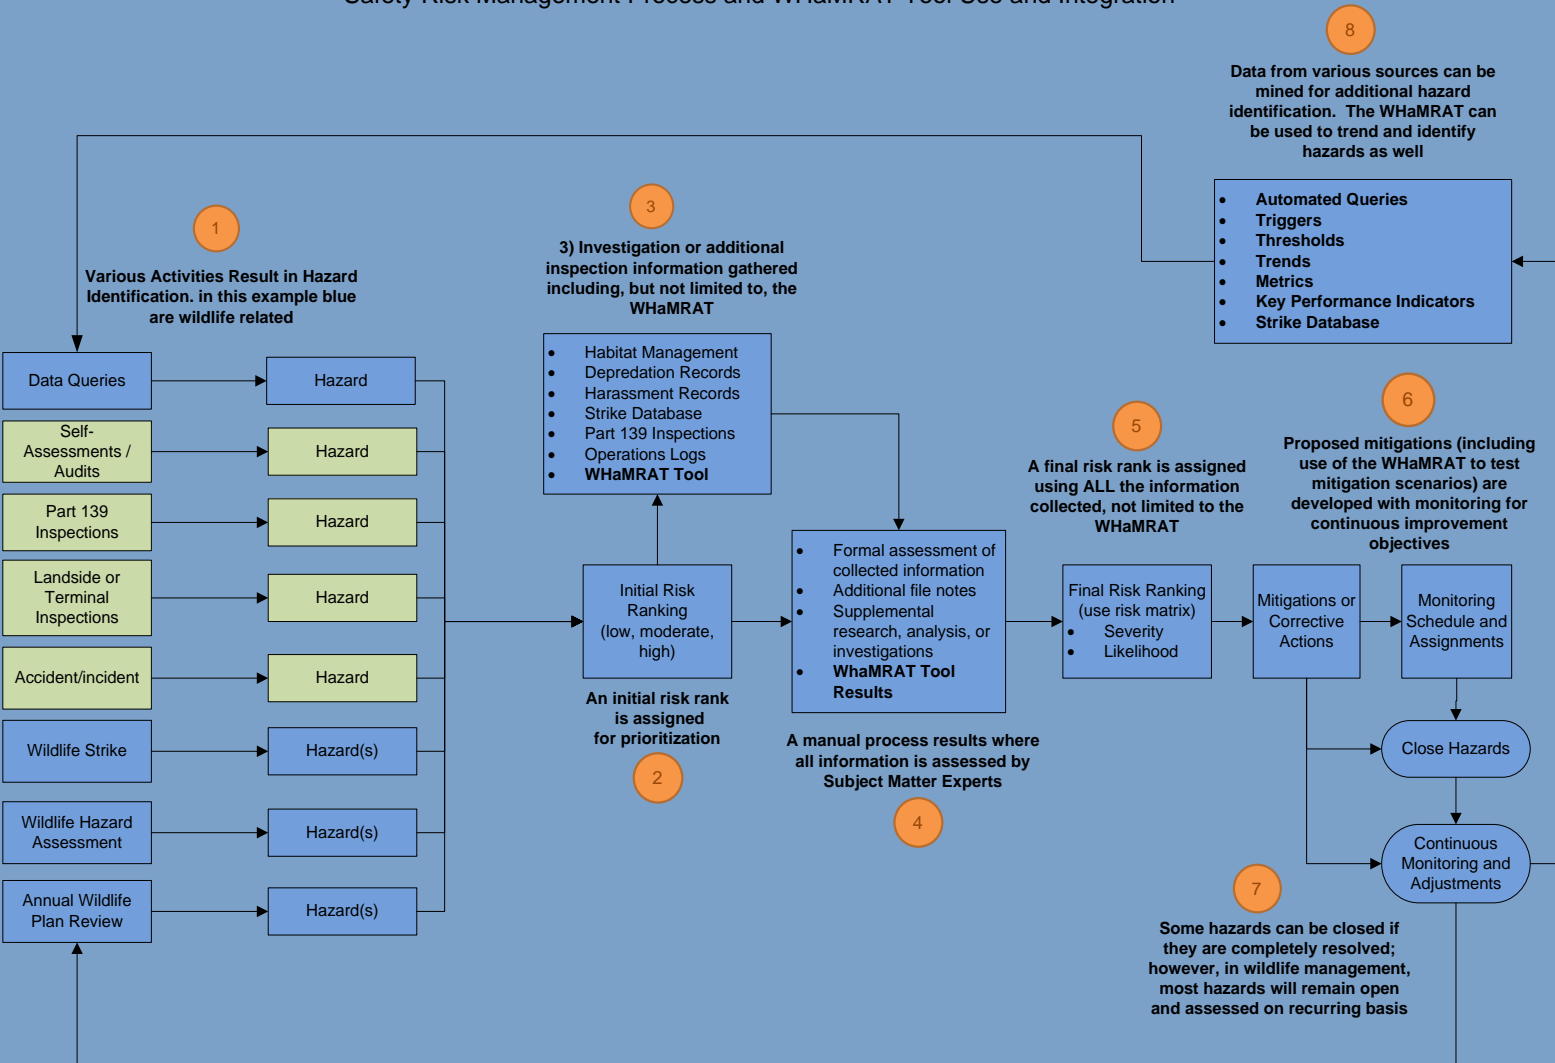 Safety Risk Management Process and WHaMRAT Tool Use and Integration
8
Data from various sources can be
mined for additional hazard
identification. The WHaMRAT can
be used to trend and identify
hazards as well
• Automated Queries
• Triggers
• Thresholds
• Trends
• Metrics
• Key Performance Indicators
• Strike Database
1
Various Activities Result in Hazard
Identification. in this example blue
are wildlife related
3
3) Investigation or additional
inspection information gathered
including, but not limited to, the
WHaMRAT
• Habitat Management
• Depredation Records
• Harassment Records
• Strike Database
• Part 139 Inspections
• Operations Logs
• WHaMRAT Tool
Data Queries
Hazard
Self-
Assessments /
Audits
Hazard
Part 139
Inspections
Hazard
Landside or
Terminal
Inspections
Hazard
Accident/incident
Hazard
Wildlife Strike
Hazard(s)
Wildlife Hazard
Assessment
Hazard(s)
Annual Wildlife
Plan Review
Hazard(s)
Initial Risk
Ranking
(low, moderate,
high)
An initial risk rank
is assigned
for prioritization
2
• Formal assessment of
collected information
• Additional file notes
• Supplemental
research, analysis, or
investigations
• WhaMRAT Tool
Results
A manual process results where
all information is assessed by
Subject Matter Experts
4
5
A final risk rank is assigned
using ALL the information
collected, not limited to the
WHaMRAT
Final Risk Ranking
(use risk matrix)
• Severity
• Likelihood
6
Proposed mitigations (including
use of the WHaMRAT to test
mitigation scenarios) are
developed with monitoring for
continuous improvement
objectives
Mitigations or
Corrective
Actions
Monitoring
Schedule and
Assignments
Close Hazards
Continuous
Monitoring and
Adjustments
7
Some hazards can be closed if
they are completely resolved;
however, in wildlife management,
most hazards will remain open
and assessed on recurring basis